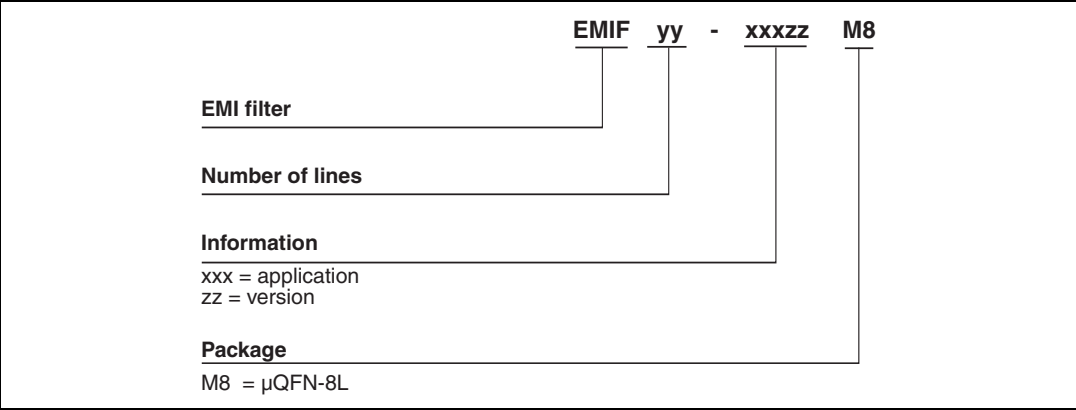 EMIF yy - xxxzz M8
EMI filter
Number of lines
Information
xxx = application
zz = version
Package
M8 = µQFN-8L